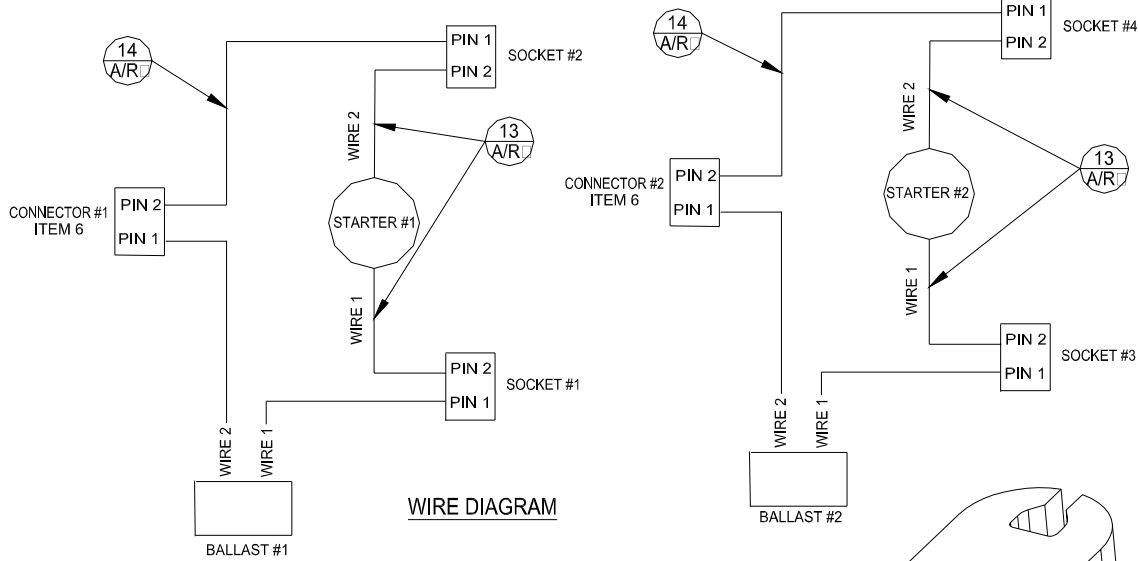 14
A/R
PIN 1
PIN 2
SOCKET #2
WIRE 2
13
A/R
CONNECTOR #1
ITEM 6
PIN 2
PIN 1
STARTER #1
WIRE 1
PIN 2
PIN 1
SOCKET #1
WIRE 2
WIRE 1
BALLAST #1
WIRE DIAGRAM
14
A/R
PIN 1
PIN 2
SOCKET #4
WIRE 2
13
A/R
CONNECTOR #2
ITEM 6
PIN 2
PIN 1
STARTER #2
WIRE 1
PIN 2
PIN 1
SOCKET #3
WIRE 2
WIRE 1
BALLAST #2